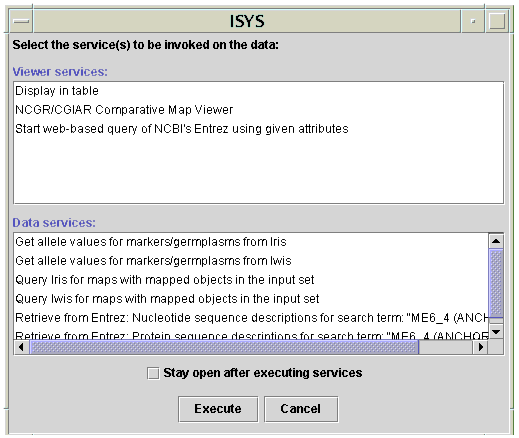 ISYS
Select the service(s) to be invoked on the data:
Viewer services:
Display in table
NCGR/CGIAR Comparative Map Viewer
Start web-based query of NCBI's Entrez using given attributes
Data services:
Get allele values for markers/germplasms from Iris
Get allele values for markers/germplasms from Iwis
Query Iris for maps with mapped objects in the input set
Query Iwis for maps with mapped objects in the input set
Retrieve from Entrez: Nucleotide sequence descriptions for search term: "ME6_4 (ANCH
Retrieve from Entrez: Protein sequence descriptions for search term: "ME6_4 (ANCHOR
Stay open after executing services
Execute Cancel